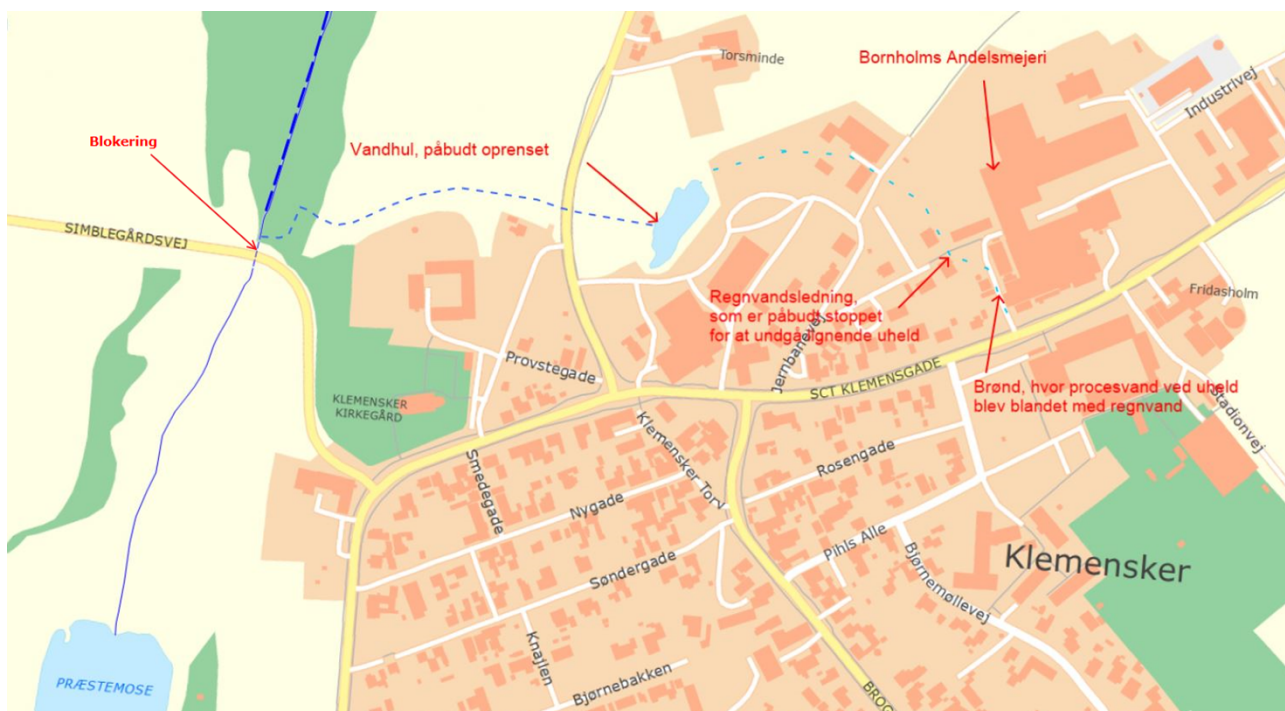 Torsminde
Bornholms Andelsmejeri
Industrivej
Blokering
Vandhul, påbudt oprenset
SIMBLEGÅRDSVEJ
Fridasholm
Regnvandsledning,
som er påbudt stoppet
for at undgå lignende uheld
Jernbanevej
Provstegade
SCT KLEMENSGADE
Brønd, hvor procesvand ved uheld
blev blandet med regnvand
Stadionvej
KLEMENSKER
KIRKEGÅRD
Klemensker Torv
Smedegade
Rosengade
Nygade
Pihls Alle
Klemensker
Søndergade
Bjørnemøllevej
Knajlen
PRÆSTEMOSE
Bjørnebakken
BROG